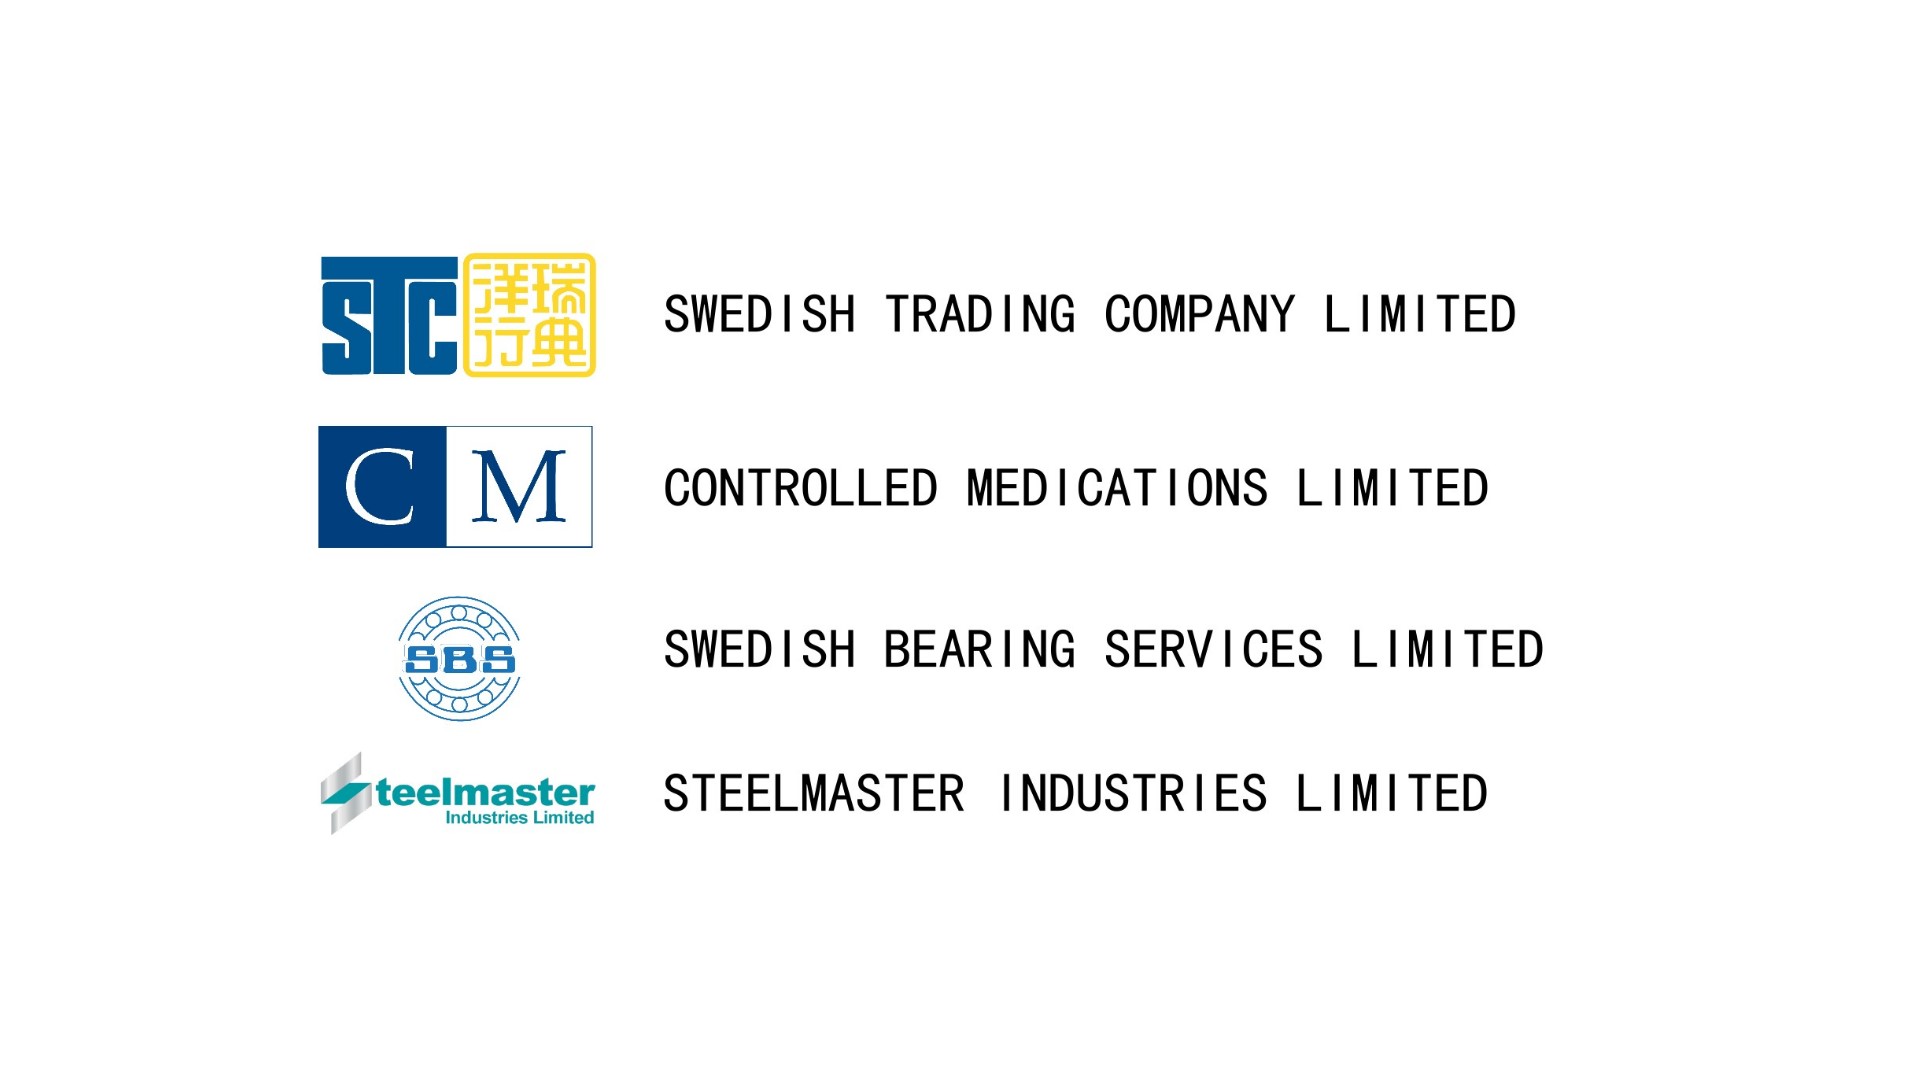 STC 瑞典洋行
SWEDISH TRADING COMPANY LIMITED
C M
CONTROLLED MEDICATIONS LIMITED
SBS
SWEDISH BEARING SERVICES LIMITED
Steelmaster
Industries Limited
STEELMASTER INDUSTRIES LIMITED